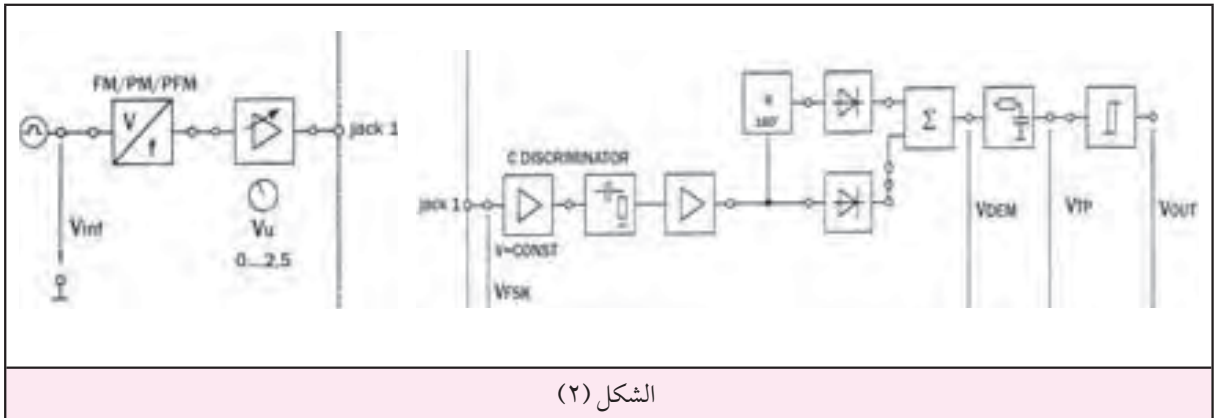 FM/PM/PFM
V
f
jack 1
Vinf
Vu
0...2,5
jack 1
C DISCRIMINATOR
V=CONST
VFSK
180°
Σ
VDEM
VTP
VOUT
الشكل (٢)